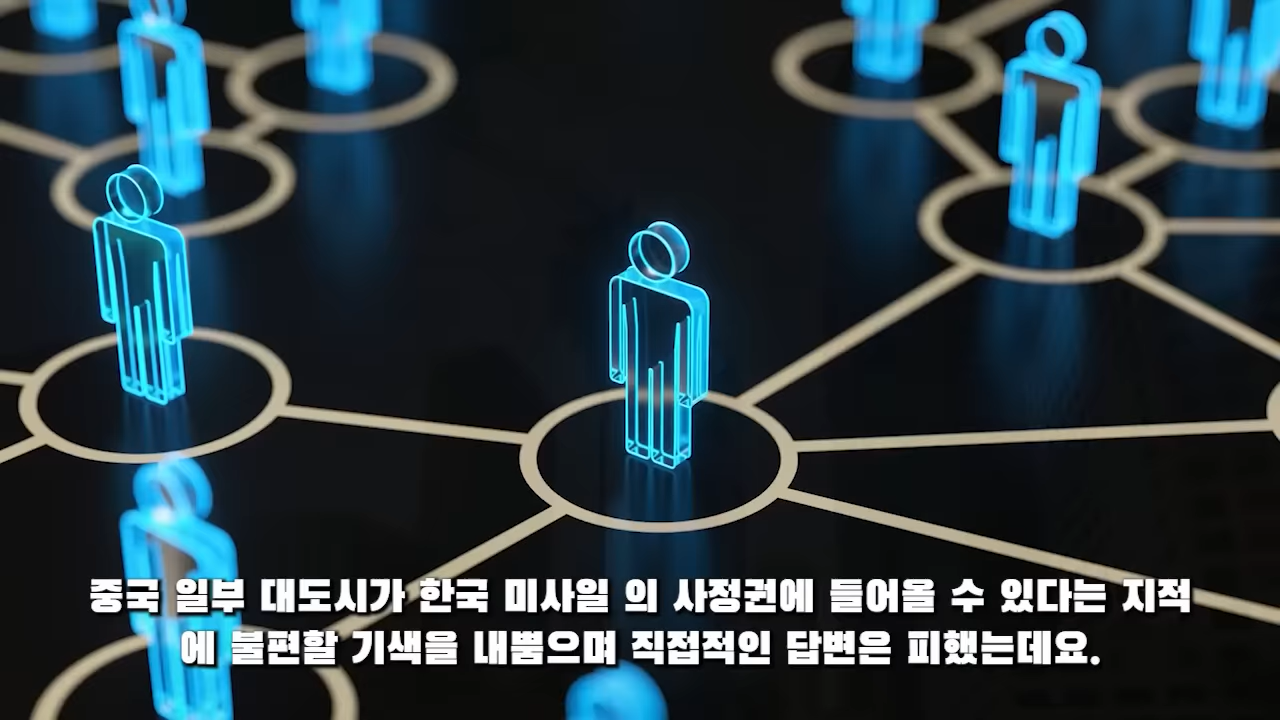 중국 일부 대도시가 한국 미사일 의 사정권에 들어올 수 있다는 지적
에 불편할 기색을 내뿜으며 직접적인 답변은 피했는데요.